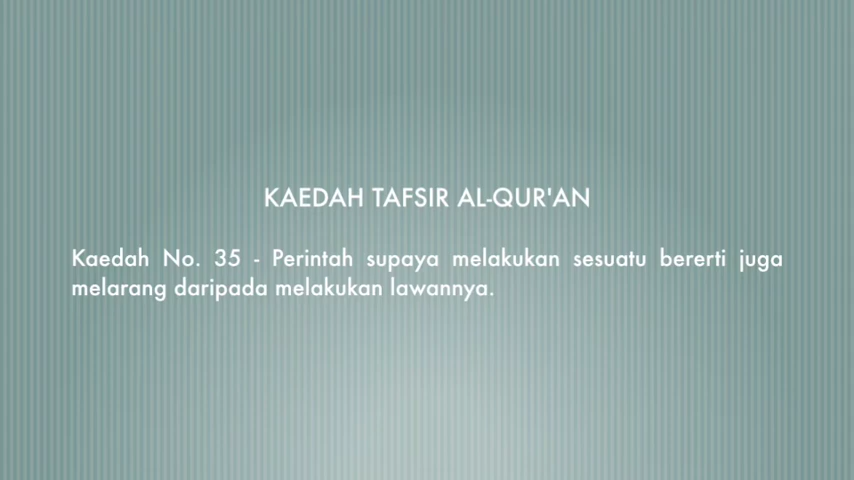 KAEDAH TAFSIR AL-QUR'AN
Kaedah No. 35 - Perintah supaya melakukan sesuatu bererti juga
melarang daripada melakukan lawannya.